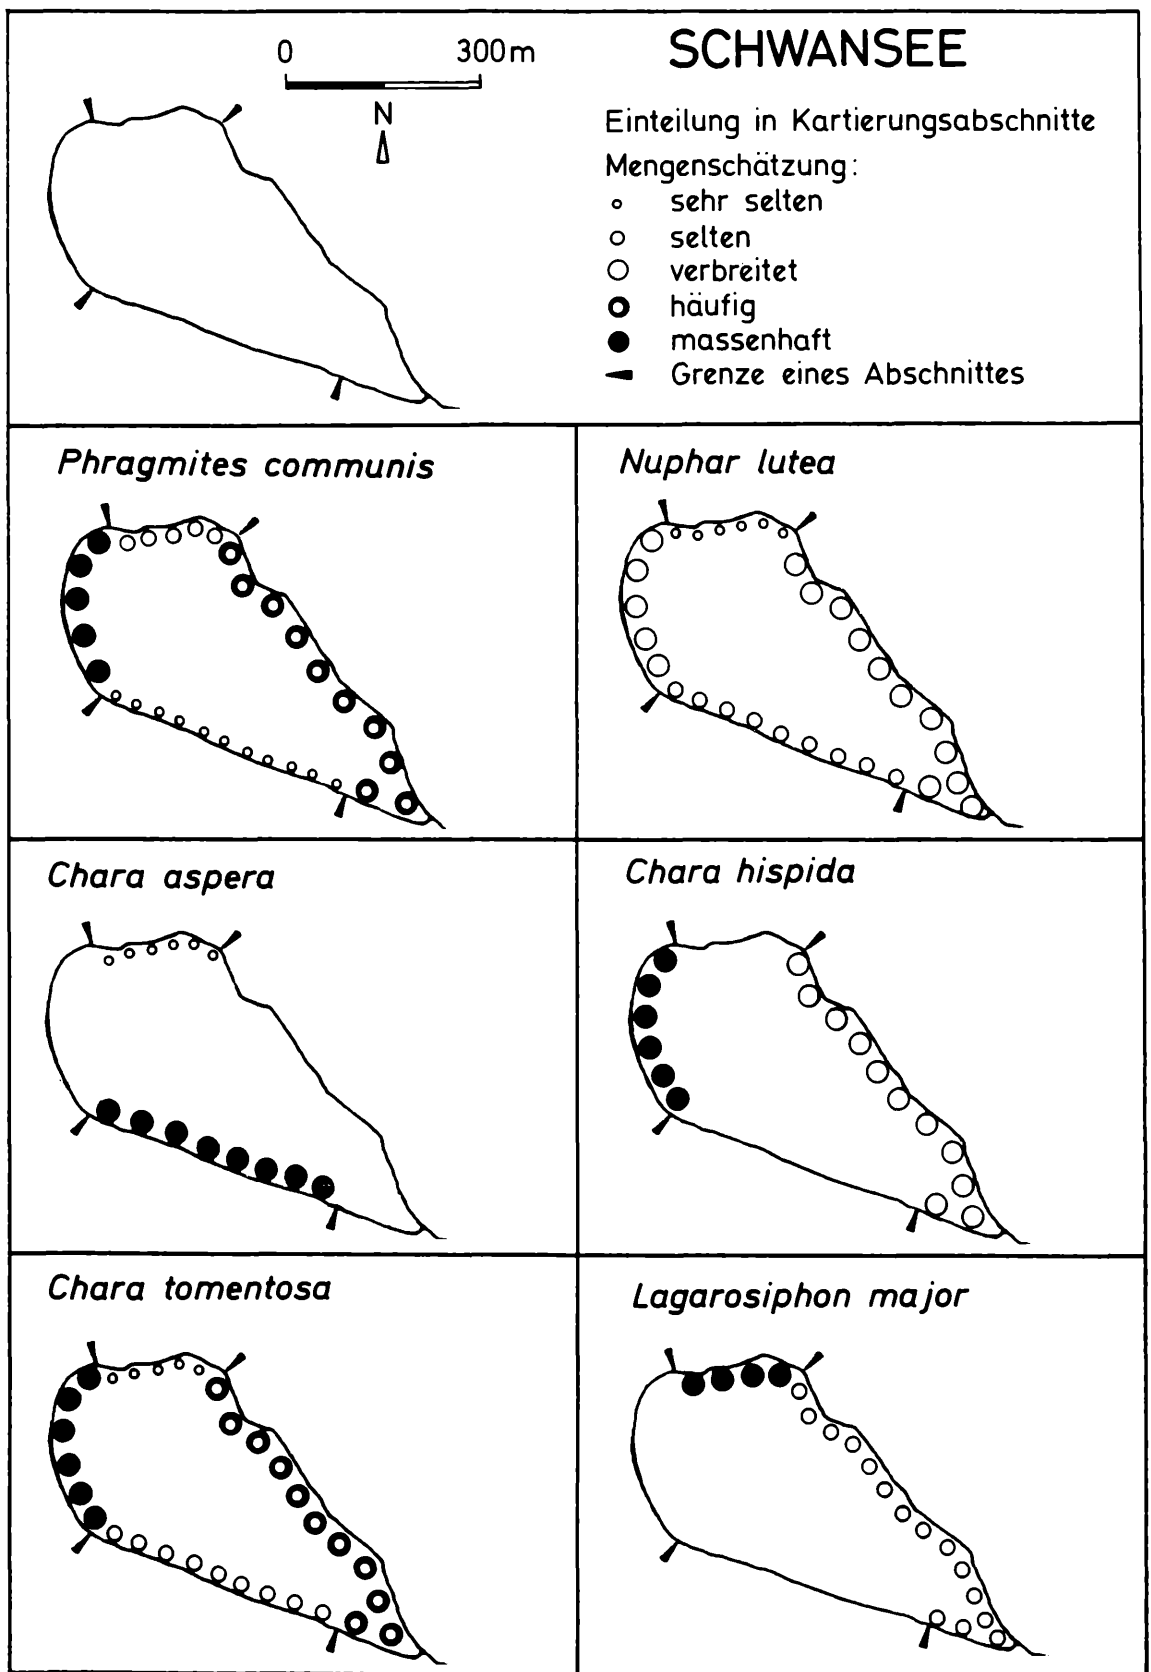 0 300m
N
SCHWANSEE
Einteilung in Kartierungsabschnitte
Mengenschätzung:
sehr selten
selten
verbreitet
häufig
massenhaft
Grenze eines Abschnittes
Phragmites communis
Nuphar lutea
Chara aspera
Chara hispida
Chara tomentosa
Lagarosiphon major